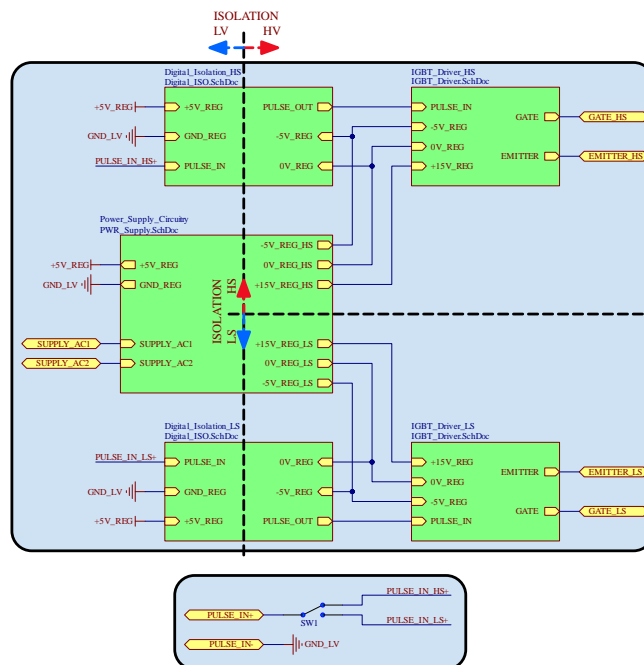 ISOLATION
LV HV
Digital_Isolation_HS
Digital_ISO.SchDoc
IGBT_Driver_HS
IGBT_Driver.SchDoc
+5V_REG +5V_REG PULSE_OUT PULSE_IN
GATE GATE_HS
-5V_REG
GND_LV GND_REG -5V_REG
0V_REG
EMITTER EMITTER_HS
PULSE_IN_HS+ PULSE_IN 0V_REG +15V_REG
Power_Supply_Circuitry
PWR_Supply.SchDoc
-5V_REG_HS
+5V_REG +5V_REG 0V_REG_HS
GND_LV GND_REG +15V_REG_HS
ISOLATION
LS HS
SUPPLY_AC1 SUPPLY_AC1 +15V_REG_LS
SUPPLY_AC2 SUPPLY_AC2 0V_REG_LS
-5V_REG_LS
Digital_Isolation_LS
Digital_ISO.SchDoc
IGBT_Driver_LS
IGBT_Driver.SchDoc
PULSE_IN_LS+ PULSE_IN 0V_REG +15V_REG
EMITTER EMITTER_LS
0V_REG
GND_LV GND_REG -5V_REG
-5V_REG
GATE GATE_LS
+5V_REG +5V_REG PULSE_OUT PULSE_IN
PULSE_IN_HS+
PULSE_IN+
SW1
PULSE_IN_LS+
PULSE_IN- GND_LV